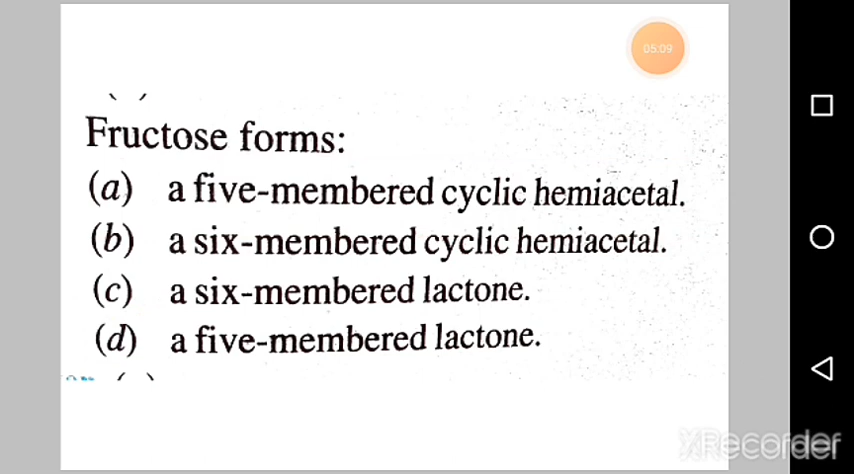 05:09
Fructose forms:
(a) a five-membered cyclic hemiacetal.
(b) a six-membered cyclic hemiacetal.
(c) a six-membered lactone.
(d) a five-membered lactone.
XRecorder